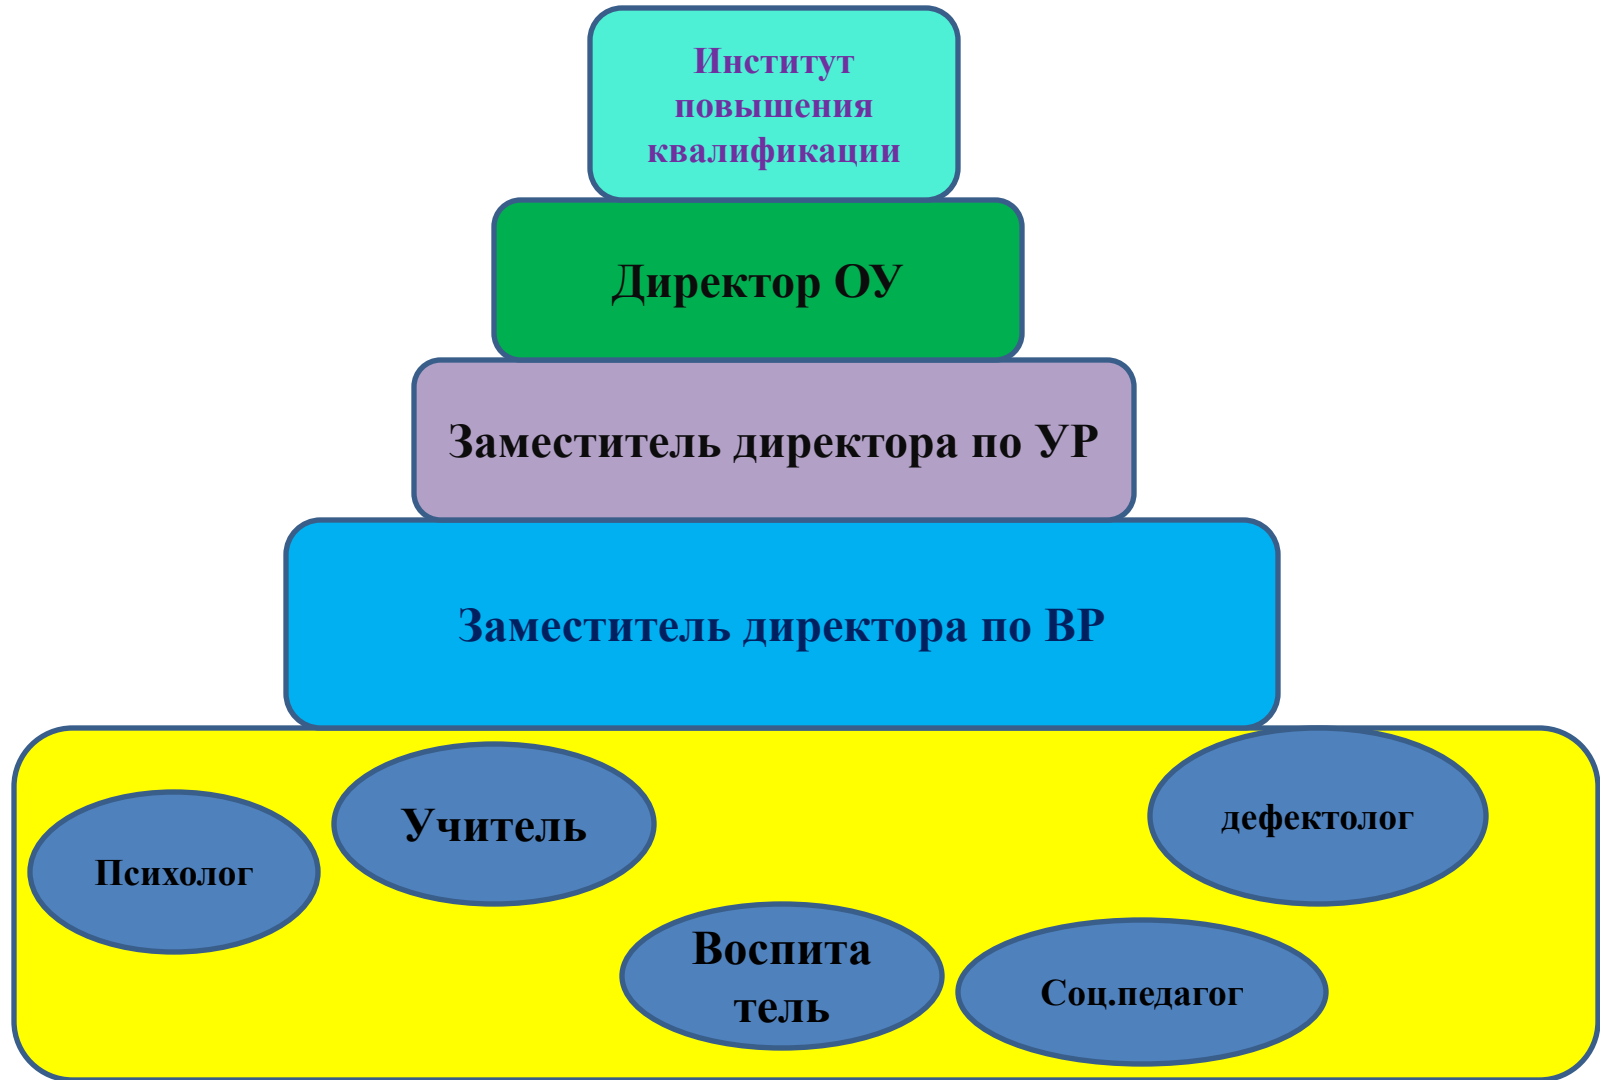 Институт
повышения
квалификации
Директор ОУ
Заместитель директора по УР
Заместитель директора по ВР
Психолог
Учитель
дефектолог
Воспита
тель
Соц.педагог